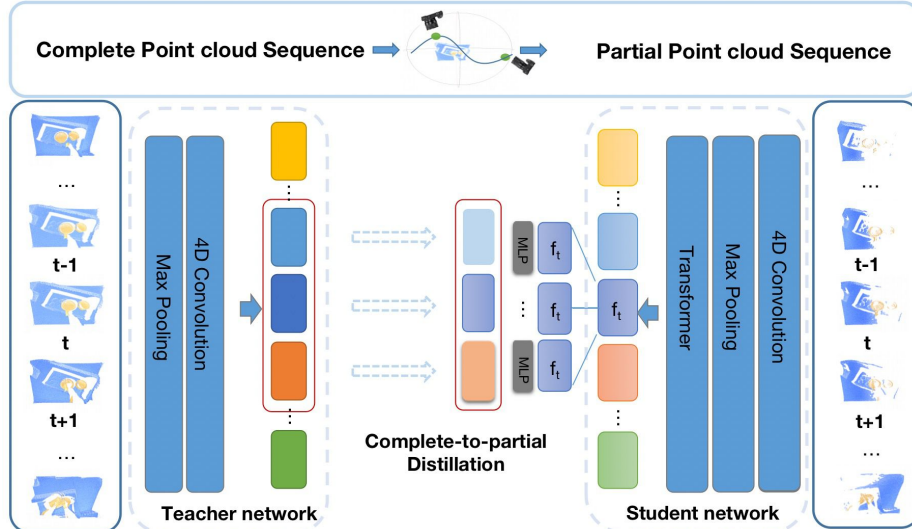 Complete Point cloud Sequence
Partial Point cloud Sequence
...
t-1
t
t+1
...
Max Pooling
4D Convolution
...
...
Teacher network
MLP
f_t
...
f_t
MLP
f_t
Complete-to-partial
Distillation
...
f_t
...
Transformer
Max Pooling
4D Convolution
Student network
...
t-1
t
t+1
...